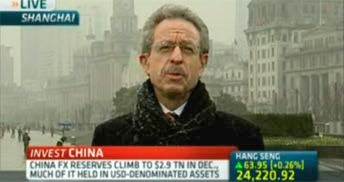 LIVE
SHANGHAI
INVEST CHINA
CHINA FX RESERVES CLIMB TO $2.9 TN IN DEC.,
MUCH OF IT HELD IN USD-DENOMINATED ASSETS
HANG SENG
▲63.95 (+0.26%)
24,220.92